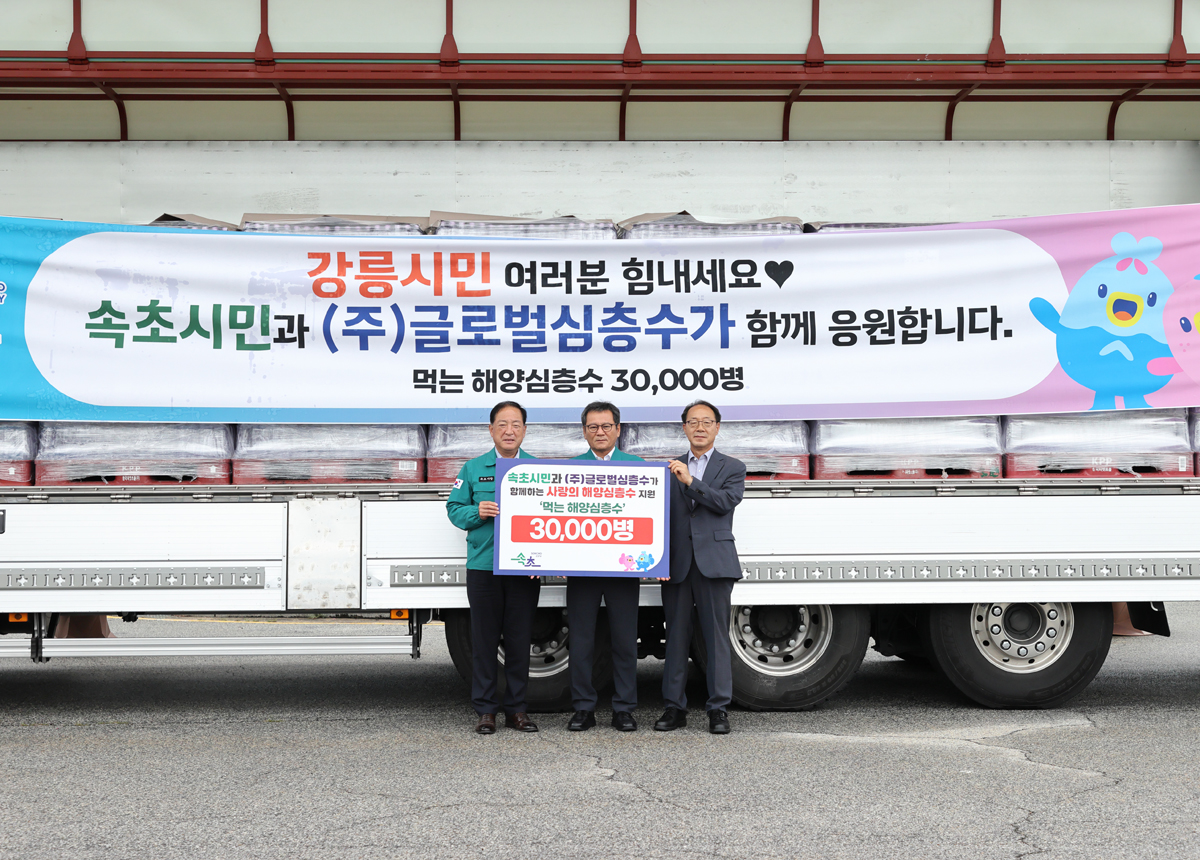 강릉시민 여러분 힘내세요♥
속초시민과 (주)글로벌심층수가 함께 응원합니다.
먹는 해양심층수 30,000병
속초시민과 (주)글로벌심층수가
함께하는 사랑의 해양심층수 지원
'먹는 해양심층수'
30,000병
속초
KPP
KPP